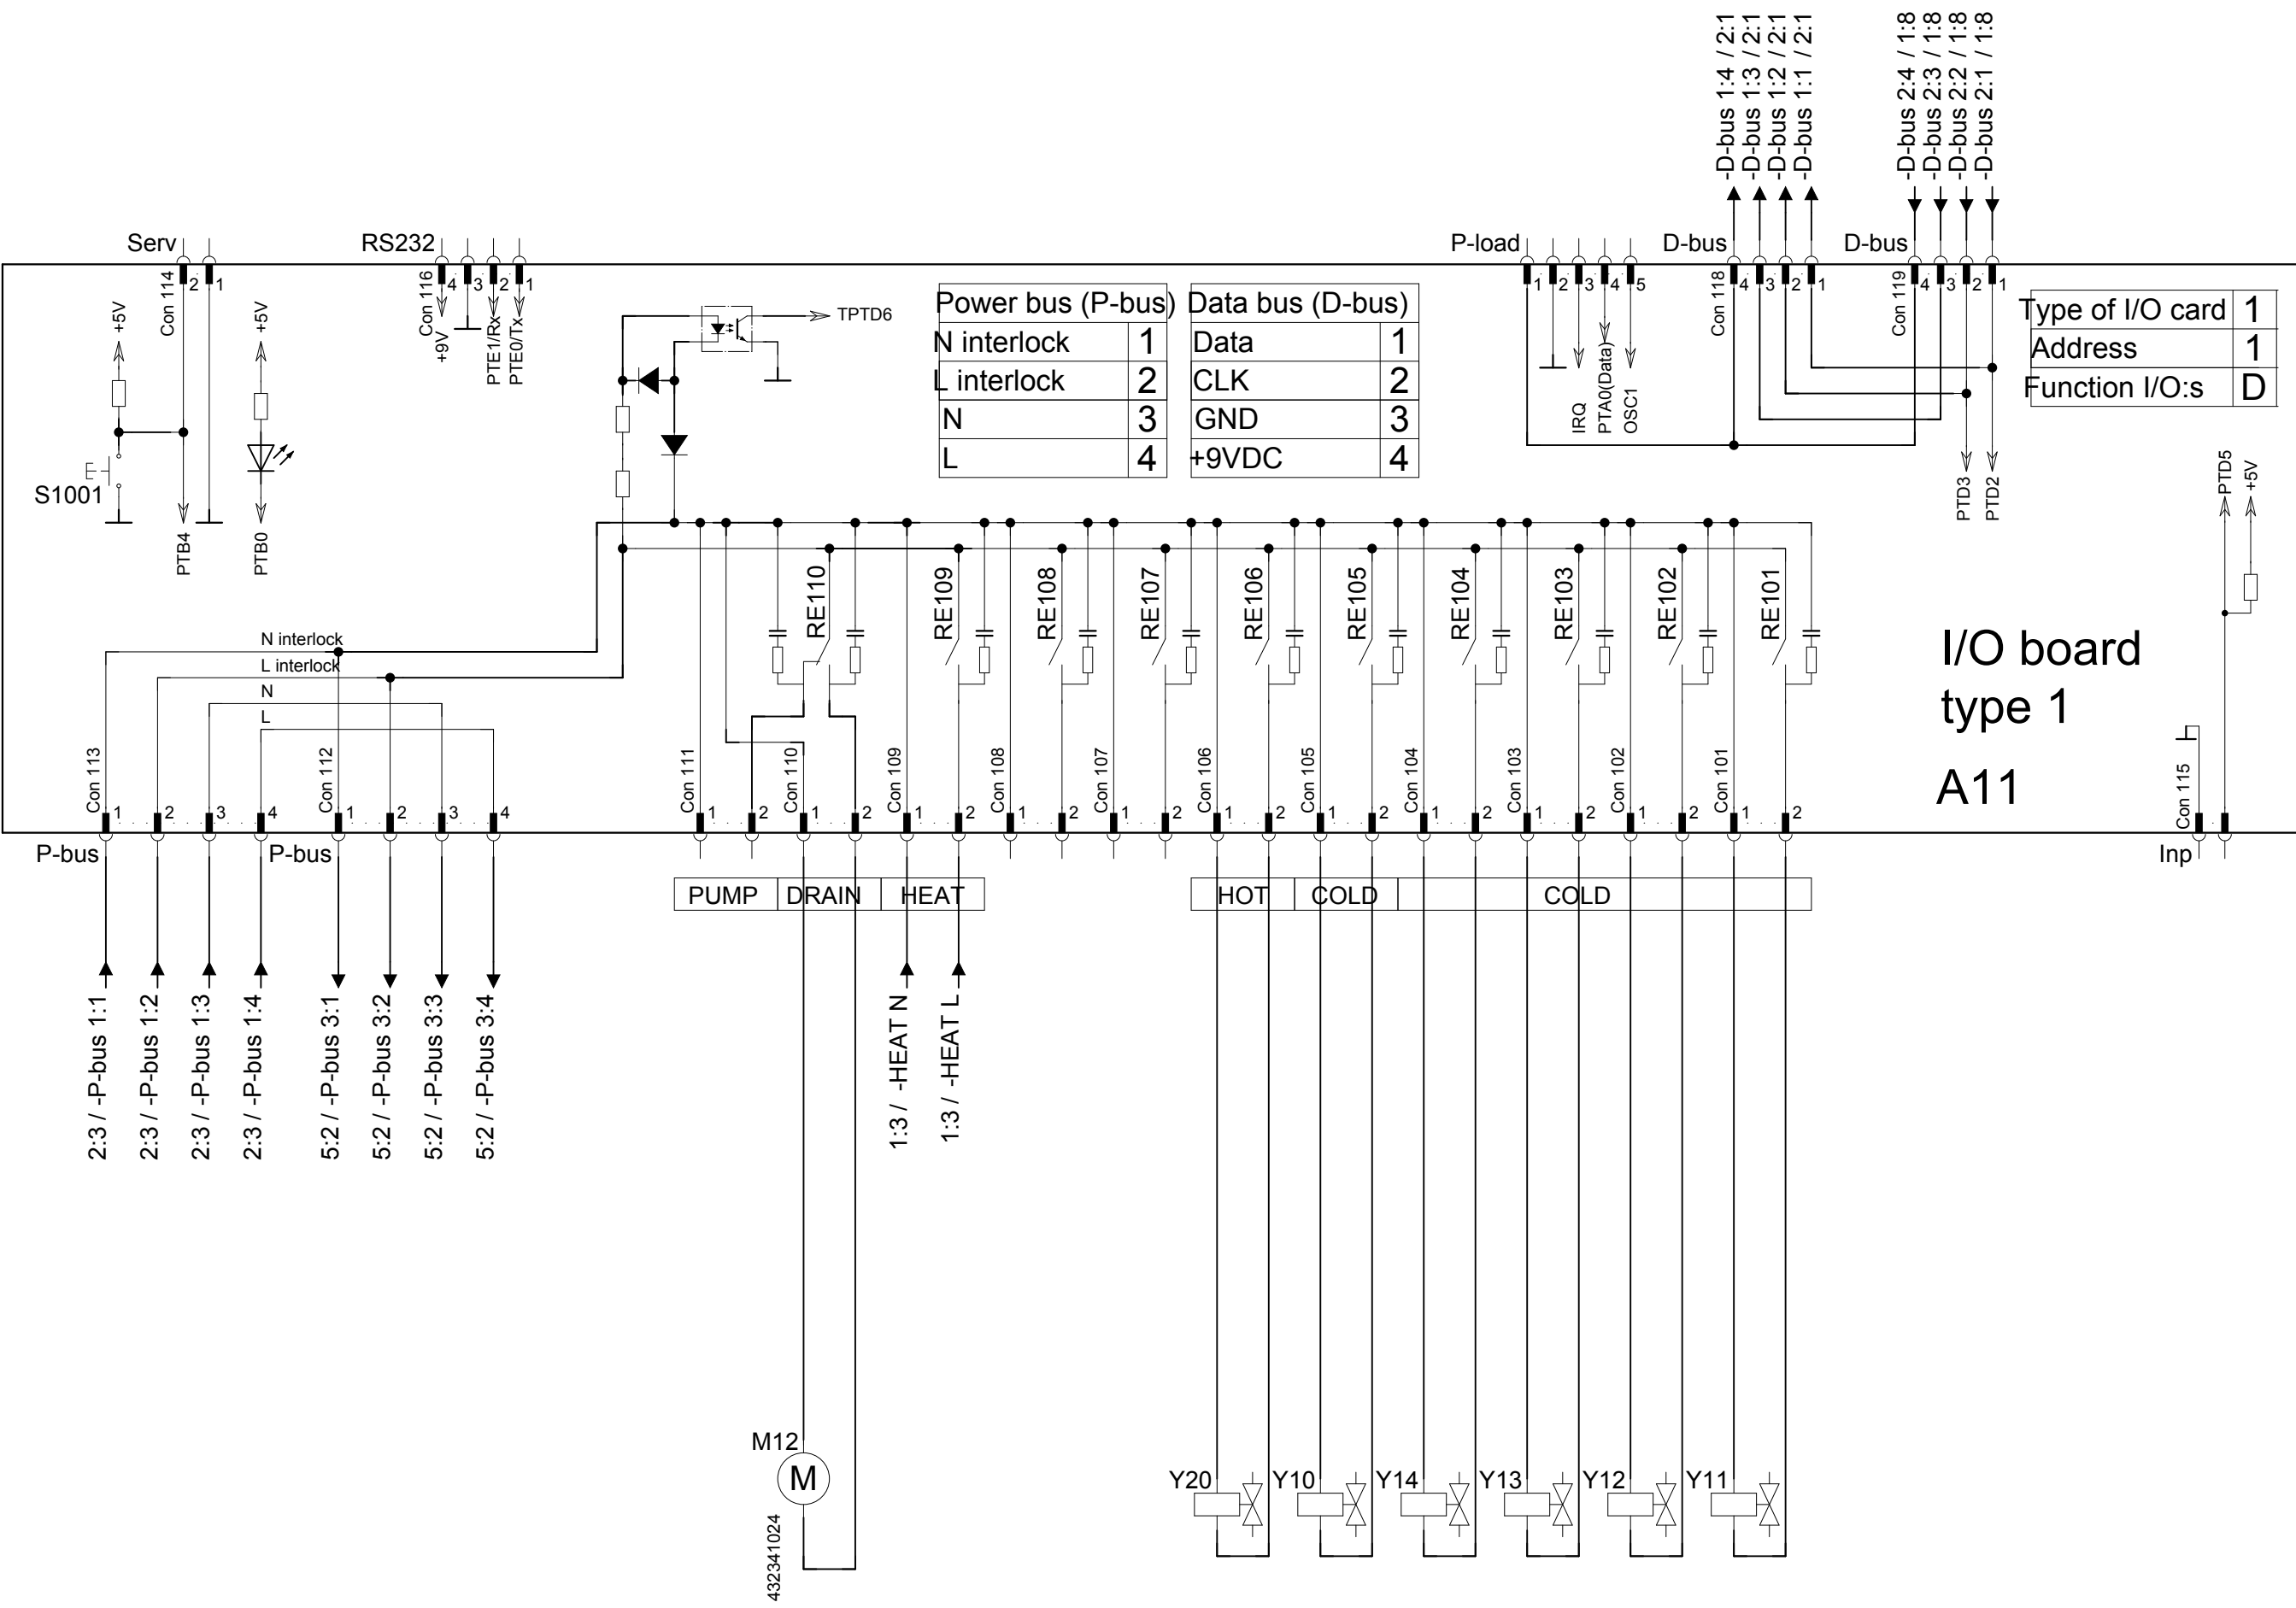 -D-bus 1:4 / 2:1
-D-bus 1:3 / 2:1
-D-bus 1:2 / 2:1
-D-bus 1:1 / 2:1
-D-bus 2:4 / 1:8
-D-bus 2:3 / 1:8
-D-bus 2:2 / 1:8
-D-bus 2:1 / 1:8
Serv
RS232
P-load
D-bus
D-bus
Con 114
2
1
Con 116
4
3
2
1
1
2
3
4
5
Con 118
4
3
2
1
Con 119
4
3
2
1
+5V
+5V
+9V
PTE1/Rx
PTE0/Tx
TPTD6
Power bus (P-bus)
N interlock 1
L interlock 2
N 3
L 4
Data bus (D-bus)
Data 1
CLK 2
GND 3
+9VDC 4
IRQ
PTA0(Data)
OSC1
Type of I/O card 1
Address 1
Function I/O:s D
S1001
PTB4
PTB0
PTD3
PTD2
PTD5
+5V
RE110
RE109
RE108
RE107
RE106
RE105
RE104
RE103
RE102
RE101
N interlock
L interlock
N
L
I/O board
type 1
A11
Con 113
1
2
3
4
Con 112
1
2
3
4
Con 111
1
2
Con 110
1
2
Con 109
1
2
Con 108
1
2
Con 107
1
2
Con 106
1
2
Con 105
1
2
Con 104
1
2
Con 103
1
2
Con 102
1
2
Con 101
1
2
Con 115
P-bus
P-bus
Inp
PUMP
DRAIN
HEAT
HOT
COLD
COLD
2:3 / -P-bus 1:1
2:3 / -P-bus 1:2
2:3 / -P-bus 1:3
2:3 / -P-bus 1:4
5:2 / -P-bus 3:1
5:2 / -P-bus 3:2
5:2 / -P-bus 3:3
5:2 / -P-bus 3:4
1:3 / -HEAT N
1:3 / -HEAT L
M12
M
Y20
Y10
Y14
Y13
Y12
Y11
432341024